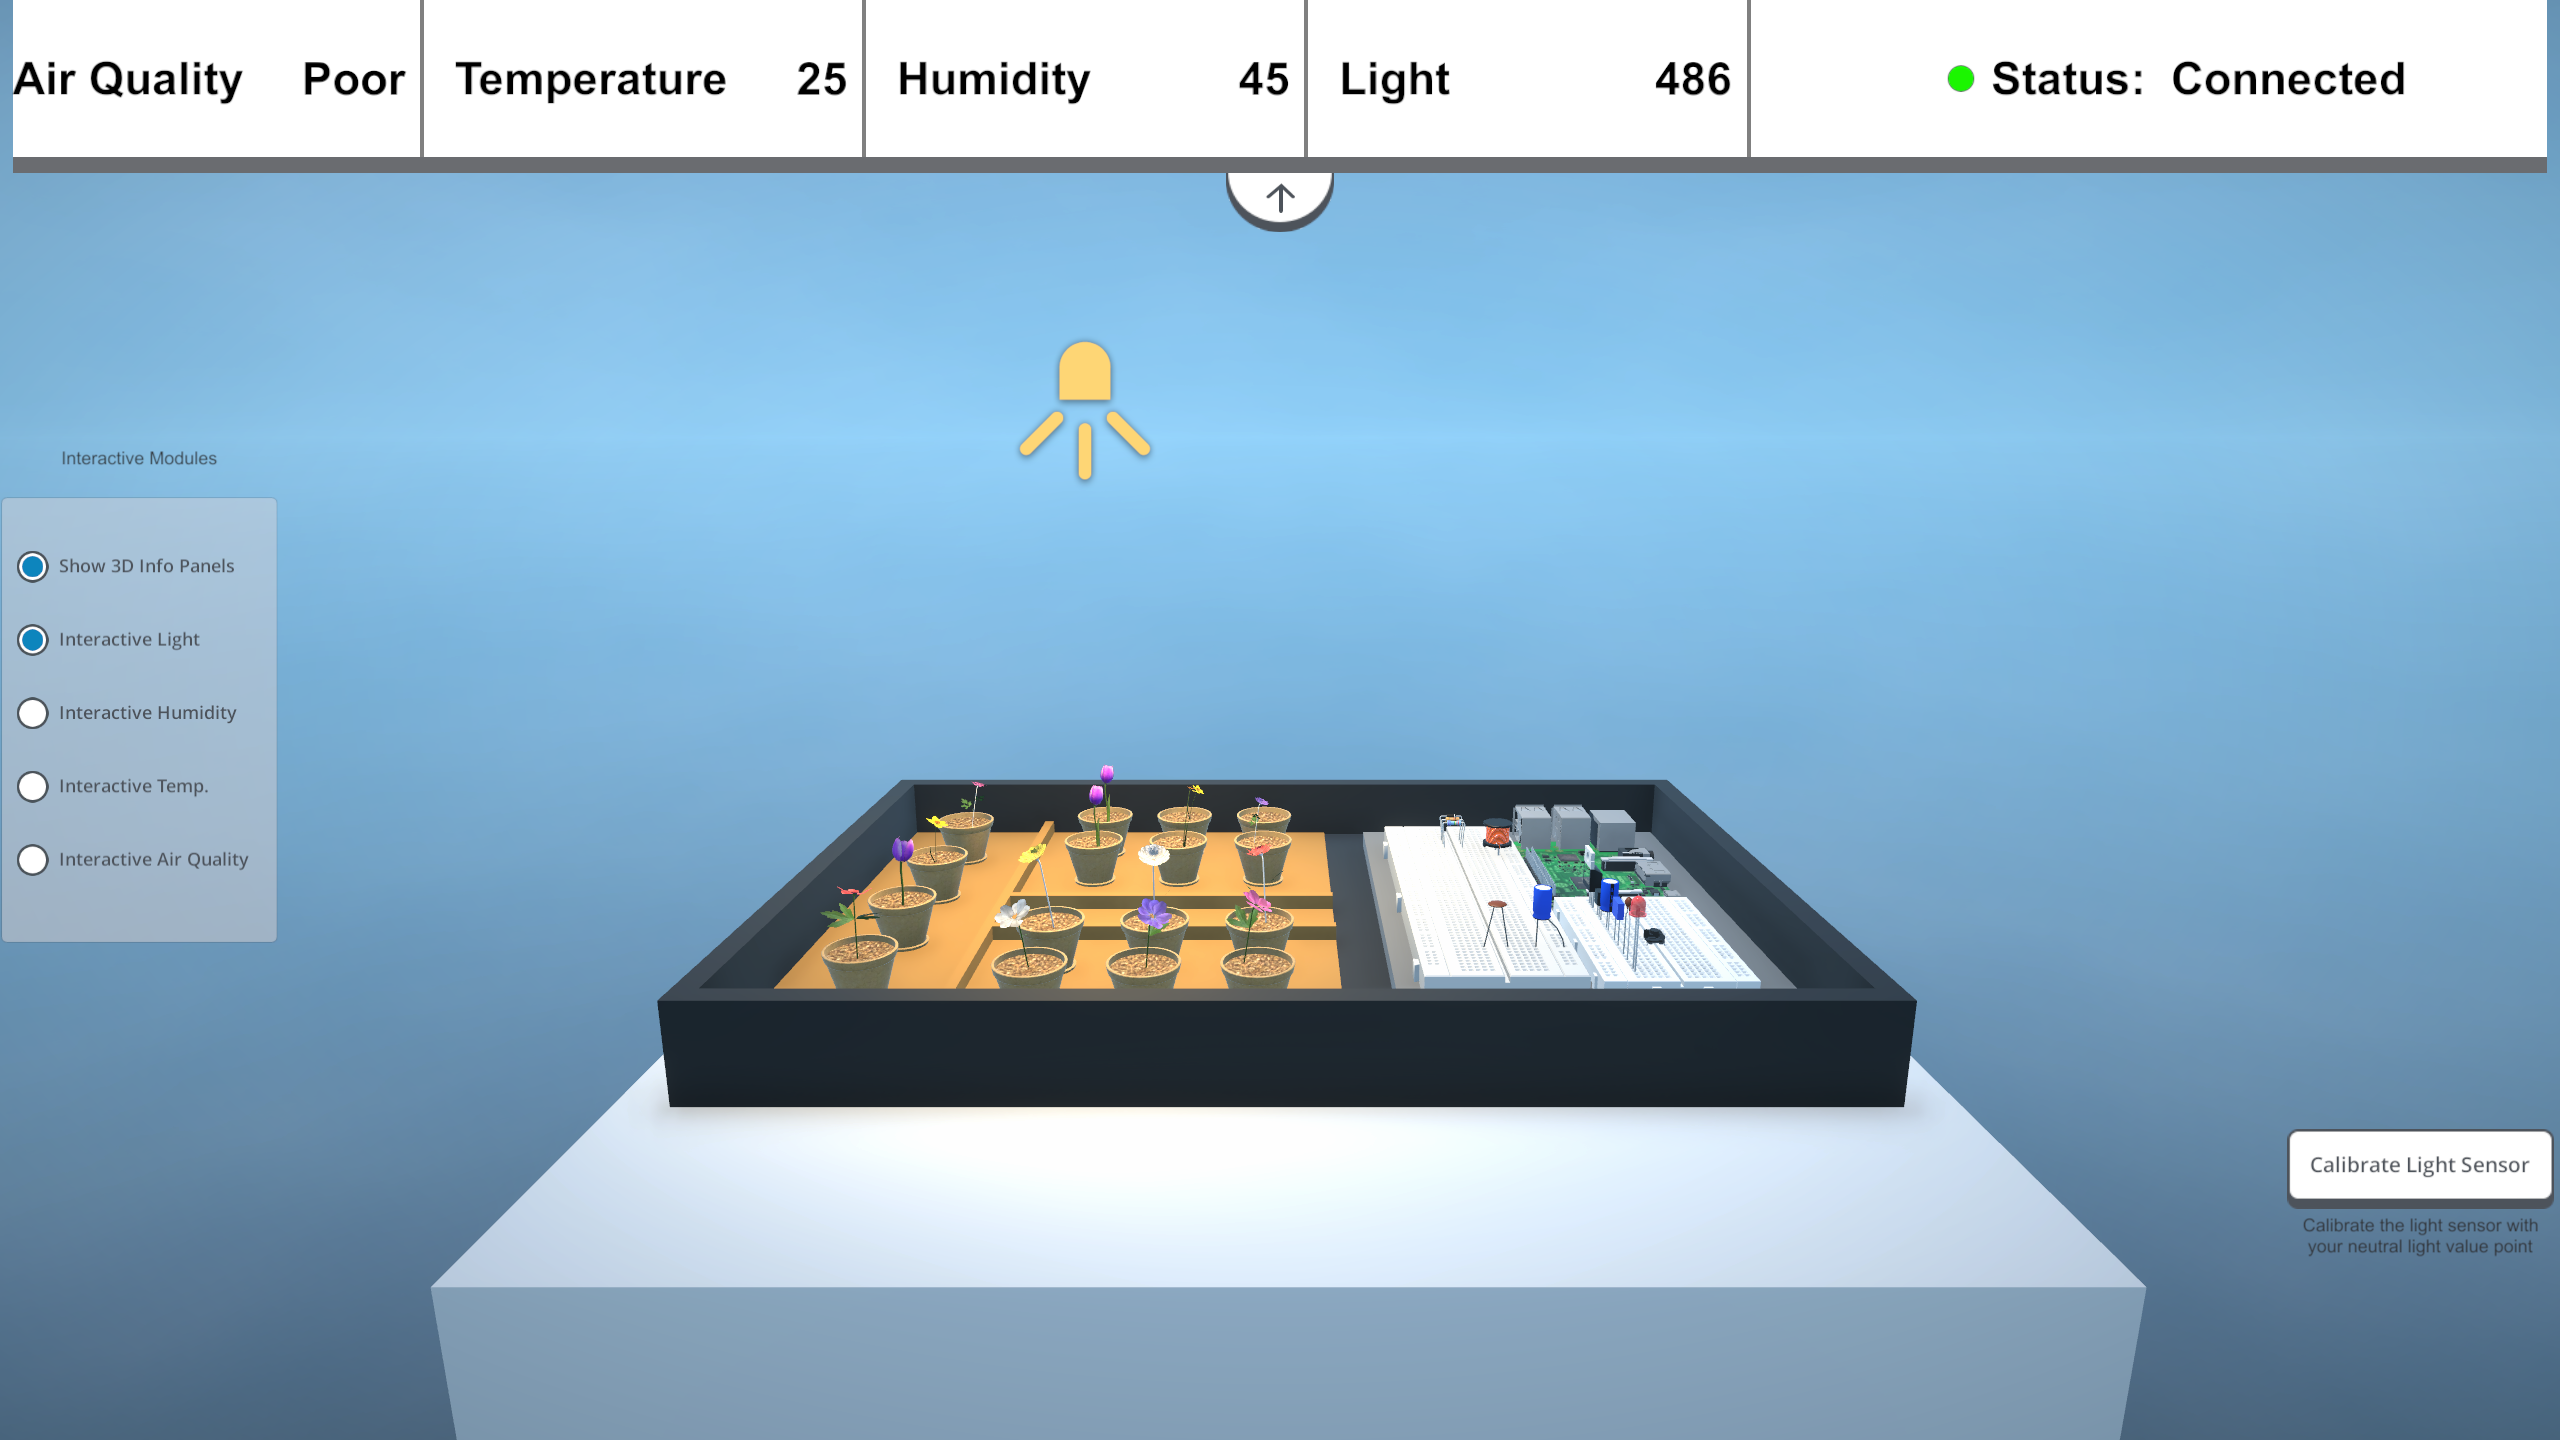 Air Quality Poor Temperature 25 Humidity 45 Light 486 Status: Connected
Interactive Modules
Show 3D Info Panels
Interactive Light
Interactive Humidity
Interactive Temp.
Interactive Air Quality
Calibrate Light Sensor
Calibrate the light sensor with
your neutral light value point